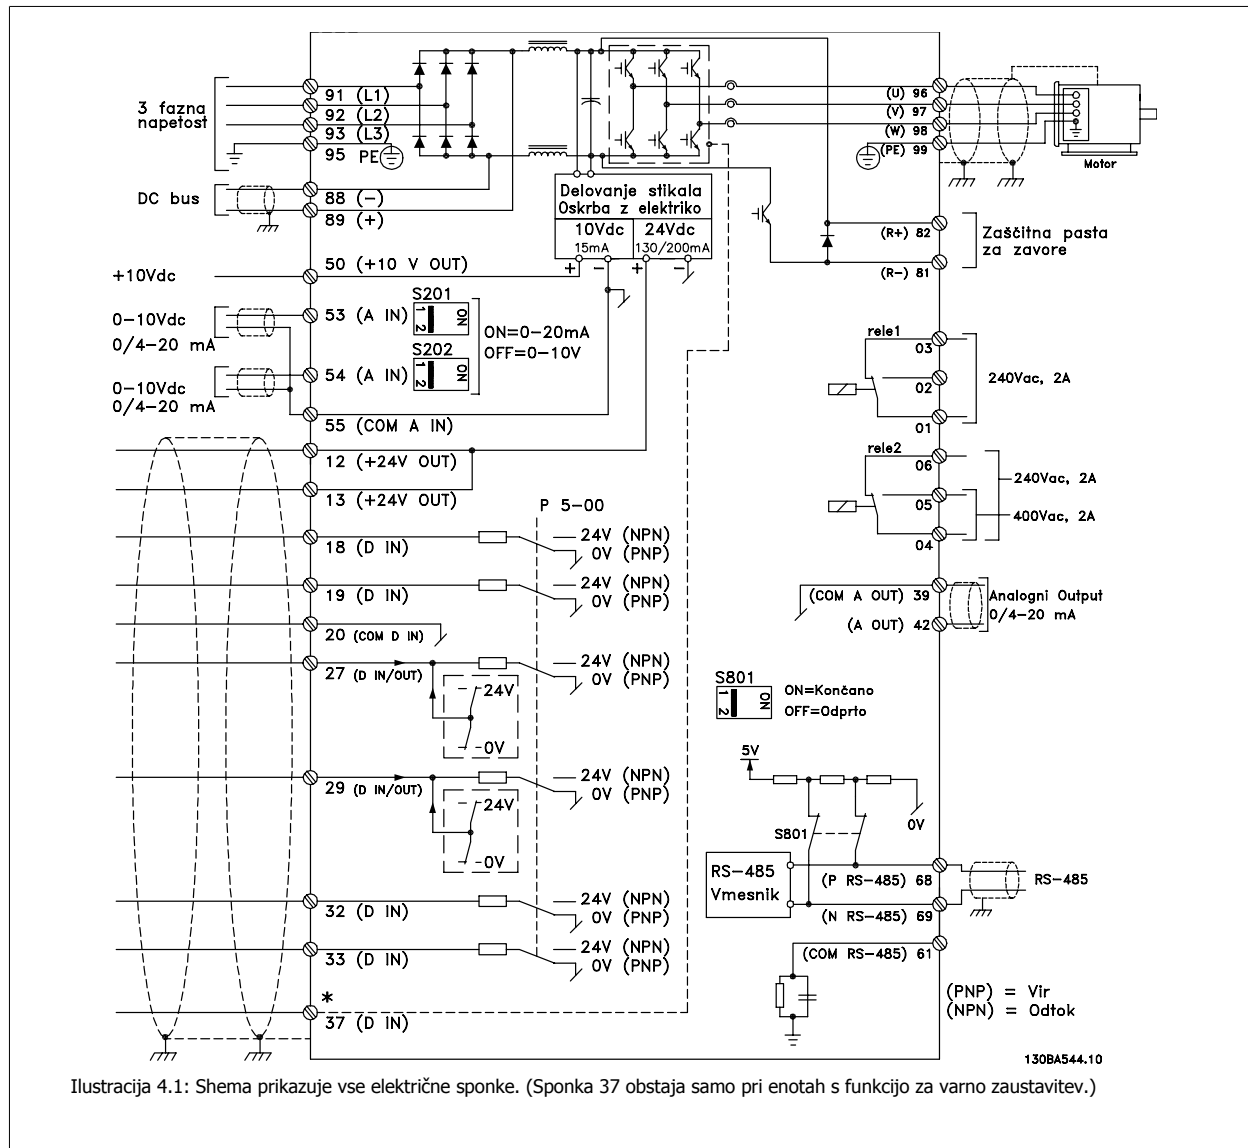 3 fazna
napetost
91 (L1)
92 (L2)
93 (L3)
95 PE
DC bus
88 (-)
89 (+)
+10Vdc
50 (+10 V OUT)
0-10Vdc
0/4-20 mA
53 (A IN)
S201
1 2
ON
ON=0-20mA
OFF=0-10V
0-10Vdc
0/4-20 mA
54 (A IN)
S202
1 2
ON
55 (COM A IN)
12 (+24V OUT)
13 (+24V OUT)
P 5-00
18 (D IN)
24V (NPN)
0V (PNP)
19 (D IN)
24V (NPN)
0V (PNP)
20 (COM D IN)
27 (D IN/OUT)
24V (NPN)
0V (PNP)
24V
0V
29 (D IN/OUT)
24V (NPN)
0V (PNP)
24V
0V
32 (D IN)
24V (NPN)
0V (PNP)
33 (D IN)
24V (NPN)
0V (PNP)
*
37 (D IN)
Delovanje stikala
Oskrba z elektriko
10Vdc
15mA
24Vdc
130/200mA
+ - + -
(U) 96
(V) 97
(W) 98
(PE) 99
Motor
(R+) 82
(R-) 81
Zaščitna pasta
za zavore
rele1
03
02
01
240Vac, 2A
rele2
06
05
04
240Vac, 2A
400Vac, 2A
(COM A OUT) 39
(A OUT) 42
Analogni Output
0/4-20 mA
S801
1 2
ON
ON=Končano
OFF=Odprto
5V
0V
S801
RS-485
Vmesnik
(P RS-485) 68
(N RS-485) 69
RS-485
(COM RS-485) 61
(PNP) = Vir
(NPN) = Odtok
130BA544.10
Ilustracija 4.1: Shema prikazuje vse električne sponke. (Sponka 37 obstaja samo pri enotah s funkcijo za varno zaustavitev.)